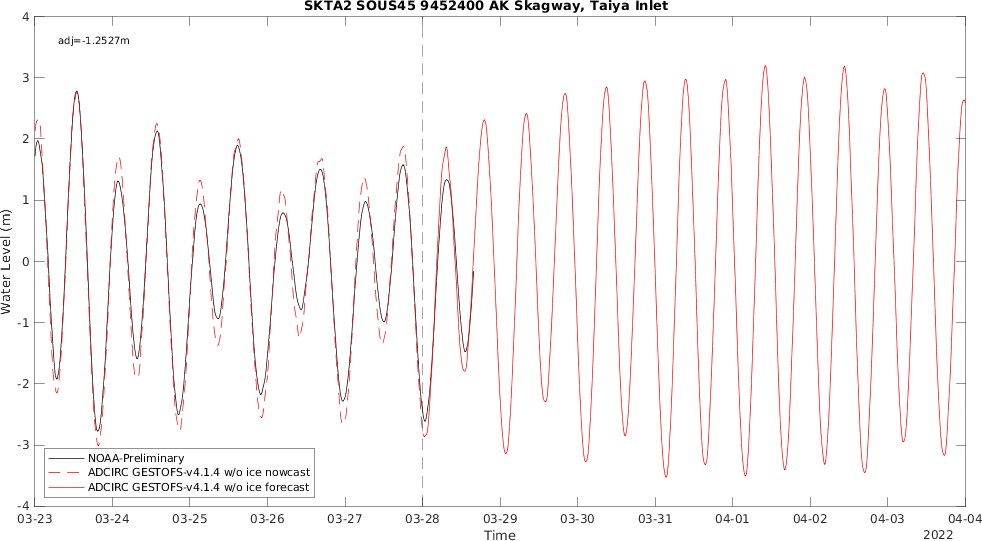 SKTA2 SOUS45 9452400 AK Skagway, Taiya Inlet
adj=-1.2527m
4
3
2
1
0
-1
-2
-3
-4
Water Level (m)
NOAA-Preliminary
ADCIRC GESTOFS-v4.1.4 w/o ice nowcast
ADCIRC GESTOFS-v4.1.4 w/o ice forecast
03-23 03-24 03-25 03-26 03-27 03-28 03-29 03-30 03-31 04-01 04-02 04-03 04-04
Time
2022